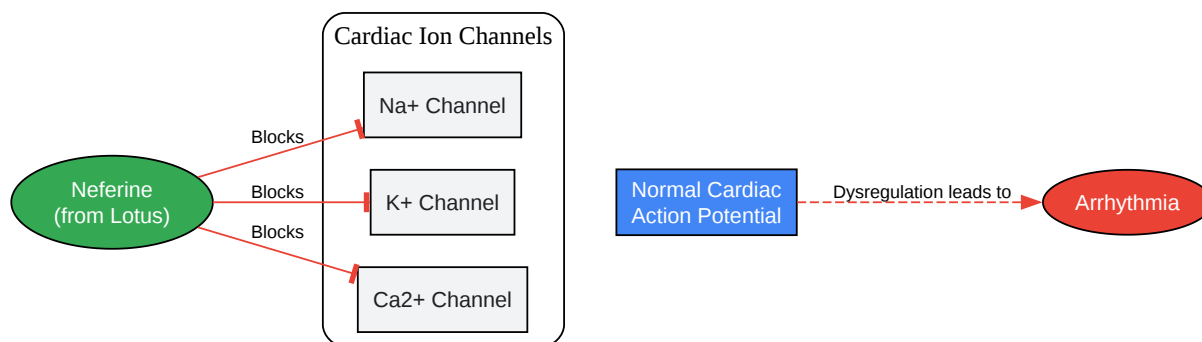 Cardiac Ion Channels
Na+ Channel
Blocks
Neferine
(from Lotus)
Blocks
K+ Channel
Blocks
Ca2+ Channel
Normal Cardiac
Action Potential
Dysregulation leads to
Arrhythmia